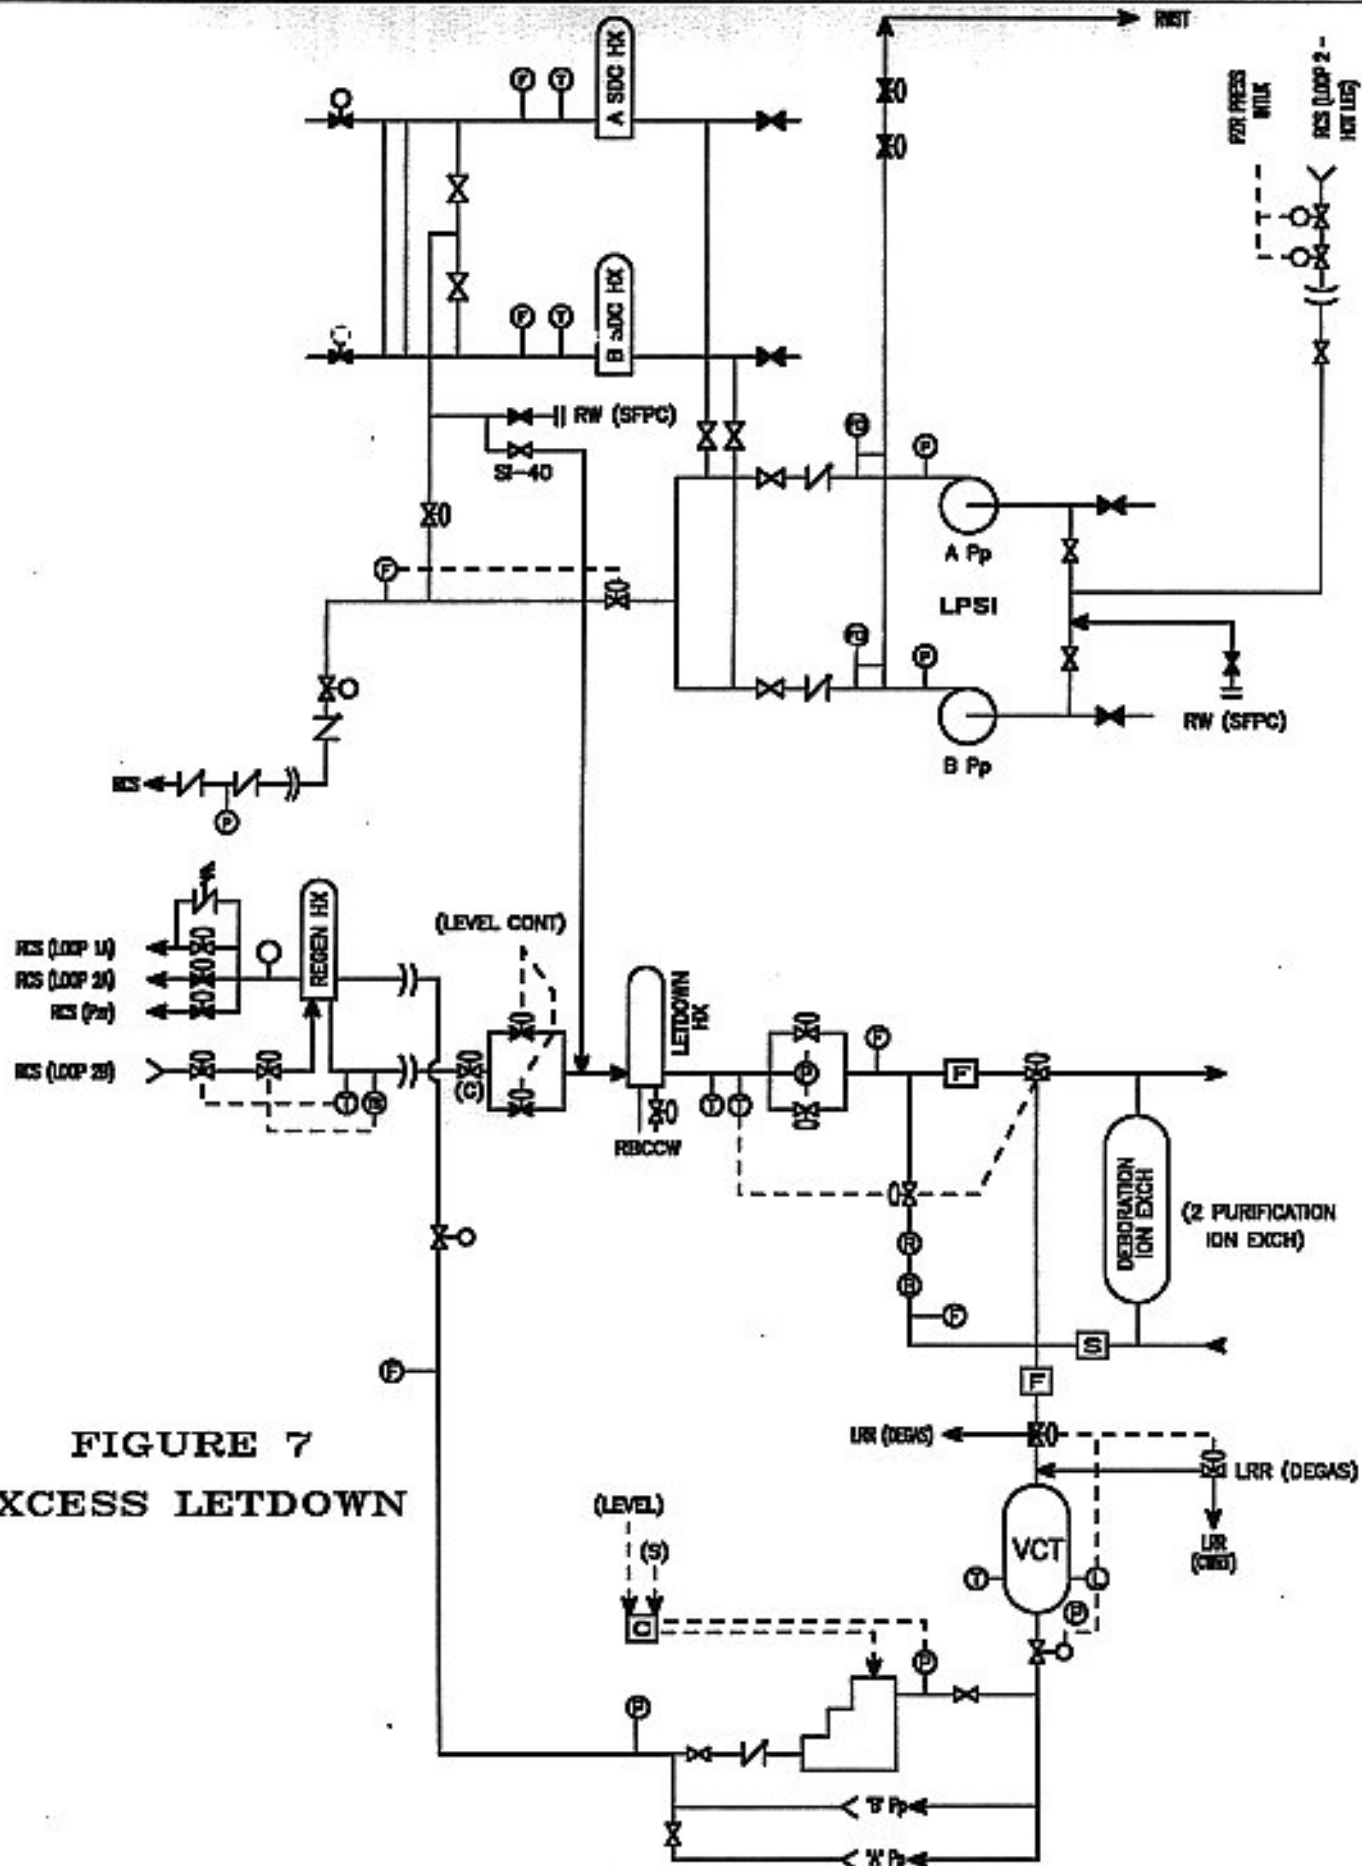 RWST
PZR PRESS
INTLK
RCS (LOOP 2 -
HOT LEG)
A SDC HX
F
T
B SDC HX
F
T
RW (SFPC)
SI-40
F
P
A Pp
LPSI
P
B Pp
RW (SFPC)
RCS
P
REGEN HX
(LEVEL CONT)
RCS (LOOP 1A)
RCS (LOOP 2A)
RCS (Pzr)
RCS (LOOP 2B)
T
(C)
LETDOWN
HX
RBCCW
T
T
P
F
F
DEBORATION
ION EXCH
(2 PURIFICATION
ION EXCH)
R
R
F
S
F
F
FIGURE 7
XCESS LETDOWN
LRR (DEGAS)
LRR (DEGAS)
LRR
VCT
T
L
P
(LEVEL)
(S)
C
P
P
"B" Pp
"A" Pp